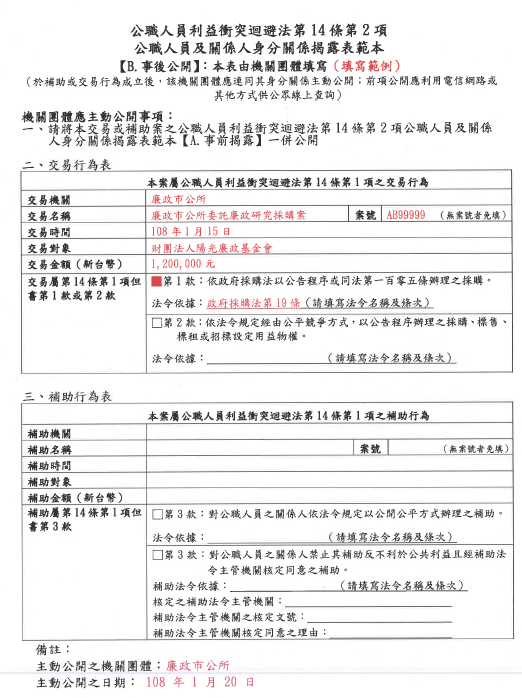 公職人員利益衝突迴避法第14條第2項
公職人員及關係人身分關係揭露表範本
【B.事後公開】：本表由機關團體填寫（填寫範例）
（於補助或交易行為成立後，該機關團體應連同其身分關係主動公開；前項公開應利用電信網路或
其他方式供公眾線上查詢）
機關團體應主動公開事項：
一、請將本交易或補助案之公職人員利益衝突迴避法第14條第2項公職人員及關係
人身分關係揭露表範本【A.事前揭露】一併公開
二、交易行為表
本案屬公職人員利益衝突迴避法第14條第1項之交易行為
交易機關 廉政市公所
交易名稱 廉政市公所委託廉政研究採購案 案號 AB99999 （無案號者免填）
交易時間 108年1月15日
交易對象 財團法人陽光廉政基金會
交易金額（新台幣） 1,200,000元
交易屬第14條第1項但
書第1款或第2款
■第1款：依政府採購法以公告程序或同法第一百零五條辦理之採購。
法令依據：政府採購法第19條（請填寫法令名稱及條次）
□第2款：依法令規定經由公平競爭方式，以公告程序辦理之採購、標售、
標租或招標設定用益物權。
法令依據： （請填寫法令名稱及條次）
三、補助行為表
本案屬公職人員利益衝突迴避法第14條第1項之補助行為
補助機關
補助名稱 案號 （無案號者免填）
補助時間
補助對象
補助金額（新台幣）
補助屬第14條第1項但
書第3款
□第3款：對公職人員之關係人依法令規定以公開公平方式辦理之補助。
法令依據： （請填寫法令名稱及條次）
□第3款：對公職人員之關係人禁止其補助反不利於公共利益且經補助法
令主管機關核定同意之補助。
補助法令依據： （請填寫法令名稱及條次）
核定之補助法令主管機關：
補助法令主管機關之核定文號：
補助法令主管機關核定同意之理由：
備註：
主動公開之機關團體：廉政市公所
主動公開之日期： 108 年 1 月 20 日